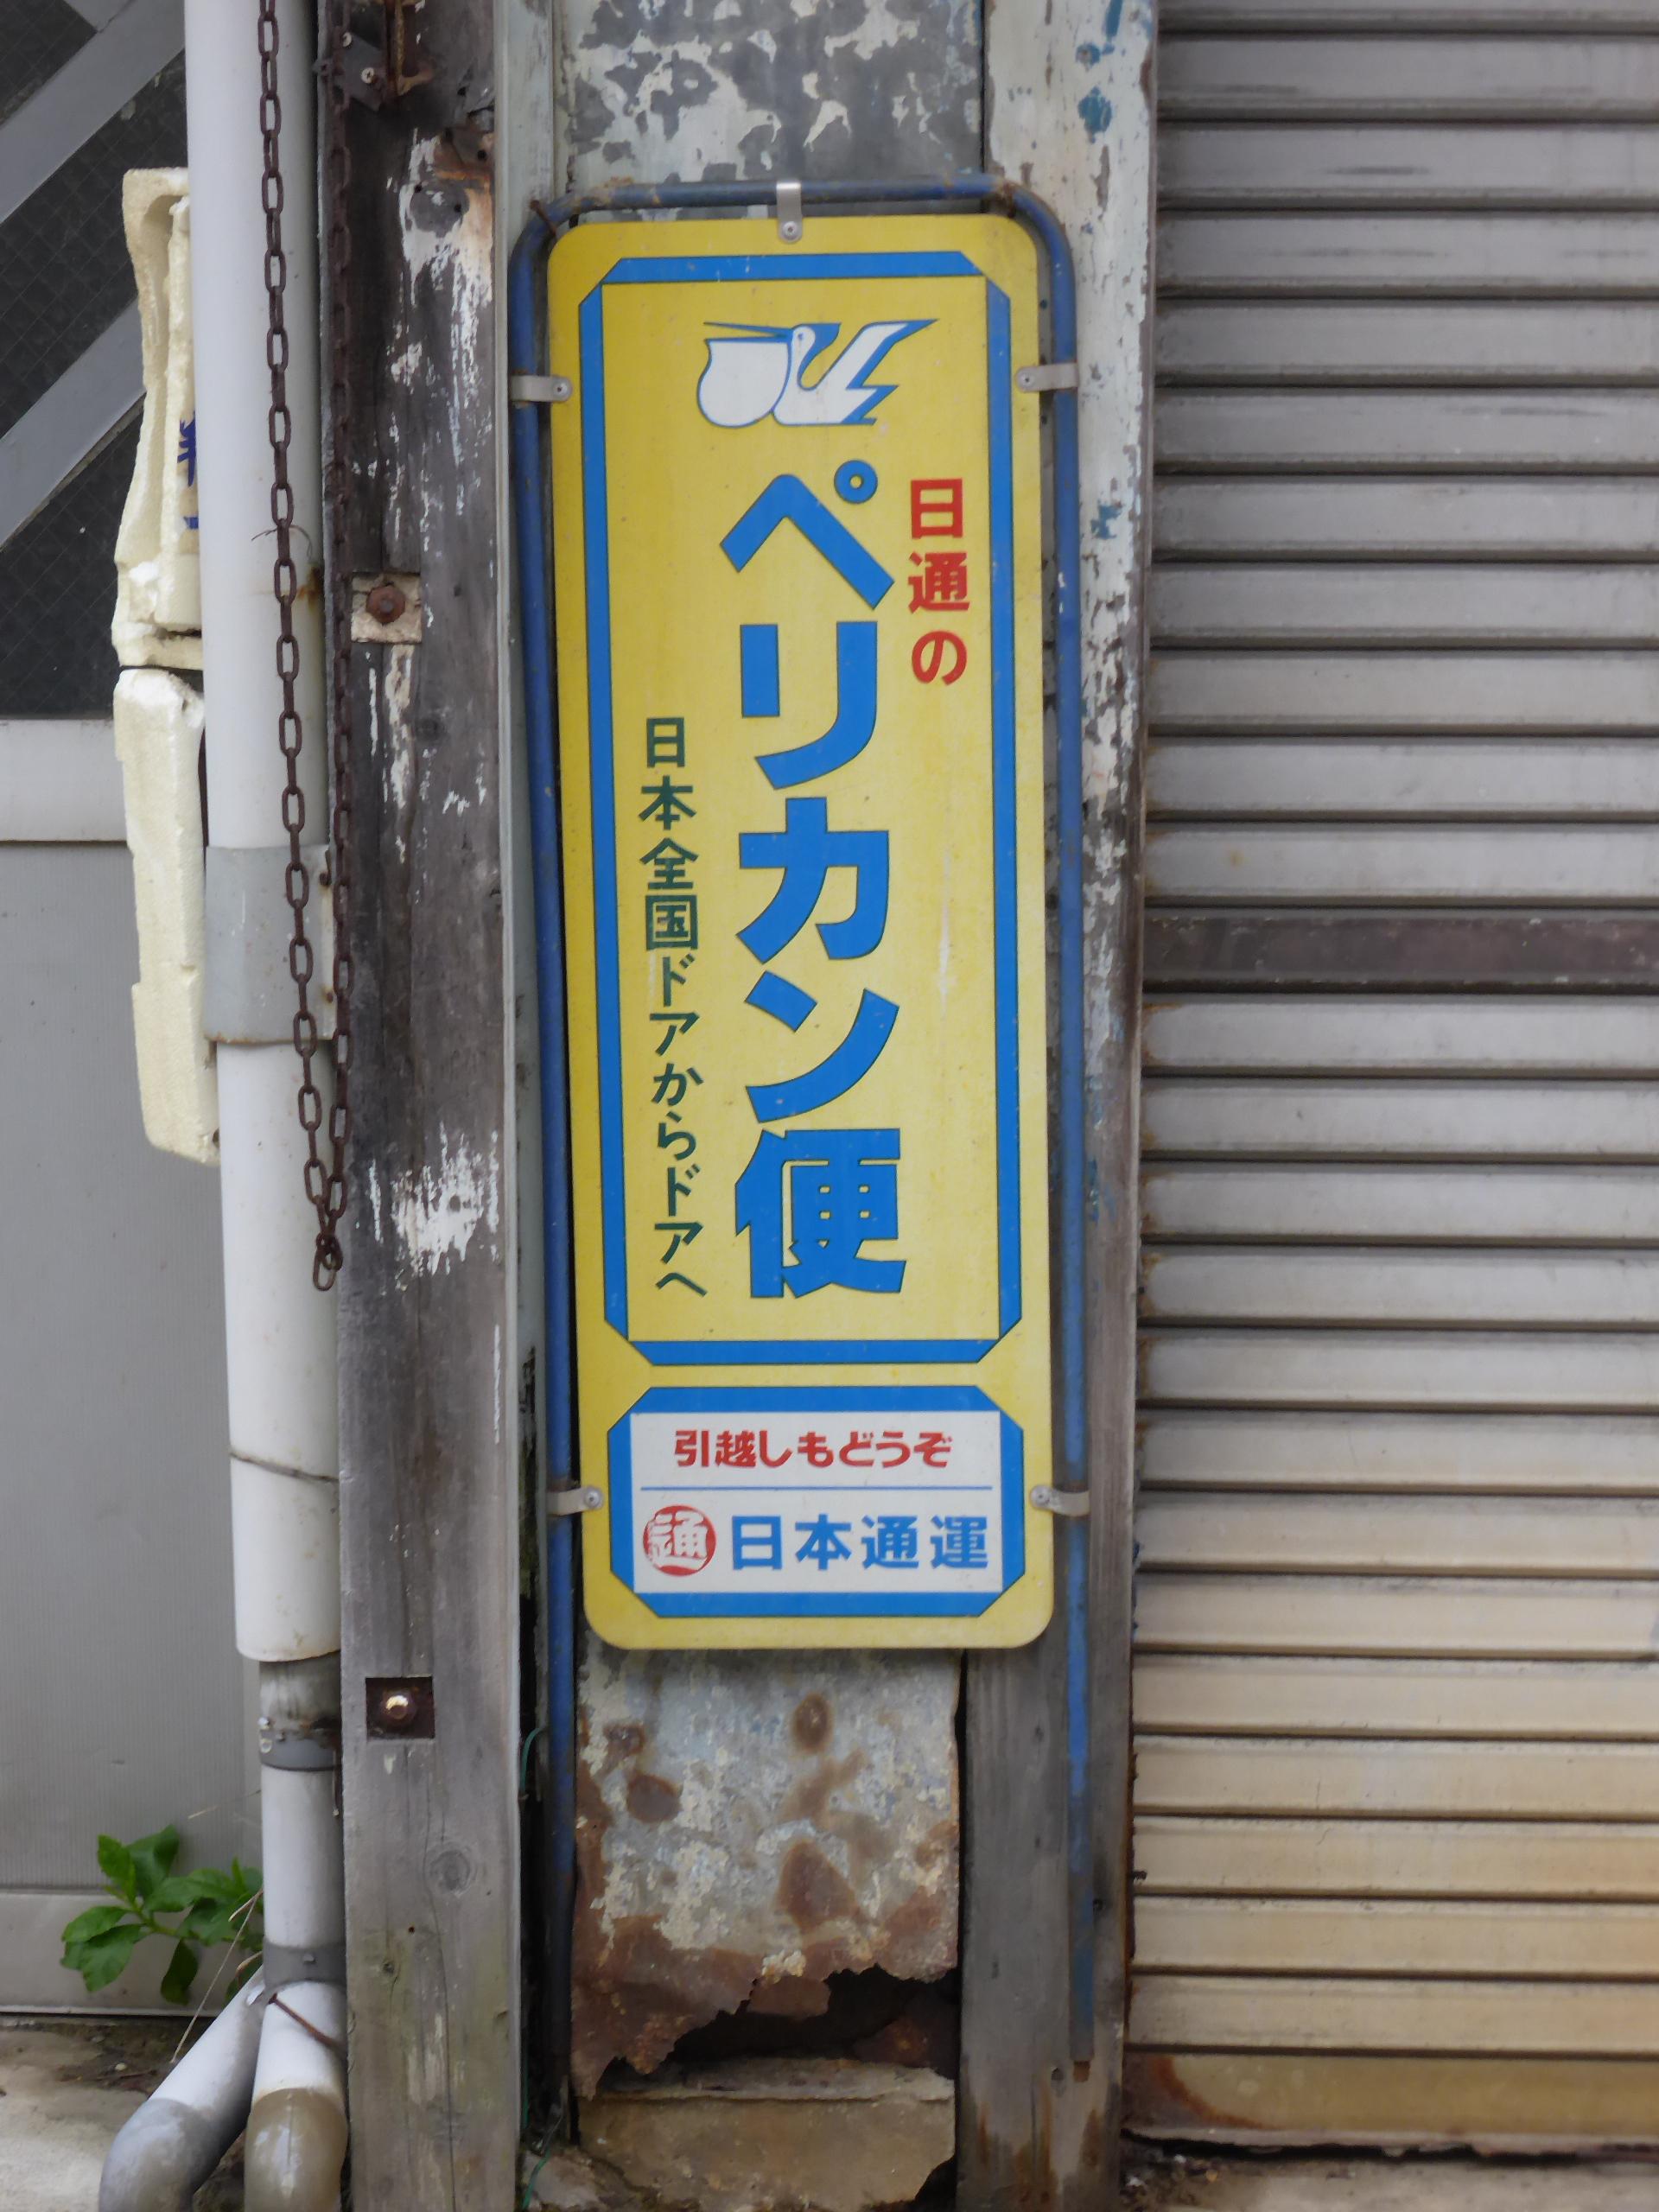 日通の
ペリカン便
日本全国ドアからドアへ
引越しもどうぞ
通 日本通運